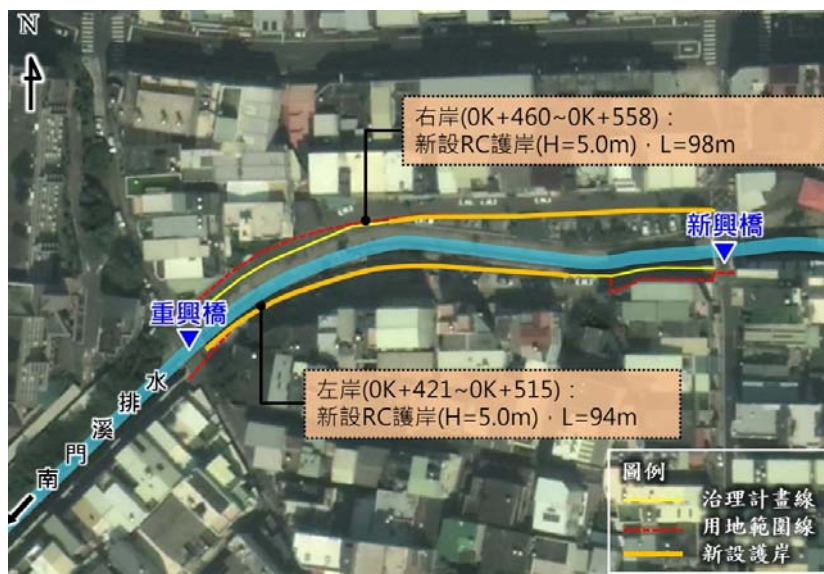 N
右岸(0K+460~0K+558)：
新設RC護岸(H=5.0m)，L=98m
新興橋
重興橋
左岸(0K+421~0K+515)：
新設RC護岸(H=5.0m)，L=94m
南門溪排水
圖例
治理計畫線
用地範圍線
新設護岸